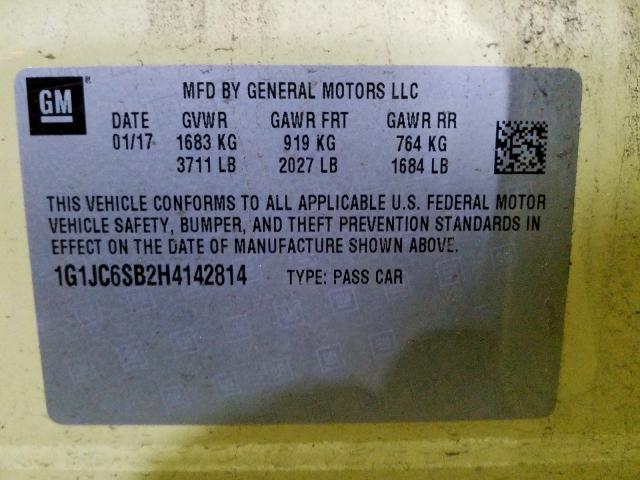 GM®
MFD BY GENERAL MOTORS LLC
DATE GVWR GAWR FRT GAWR RR
01/17 1683 KG 919 KG 764 KG
3711 LB 2027 LB 1684 LB
THIS VEHICLE CONFORMS TO ALL APPLICABLE U.S. FEDERAL MOTOR
VEHICLE SAFETY, BUMPER, AND THEFT PREVENTION STANDARDS IN
EFFECT ON THE DATE OF MANUFACTURE SHOWN ABOVE.
1G1JC6SB2H4142814 TYPE: PASS CAR